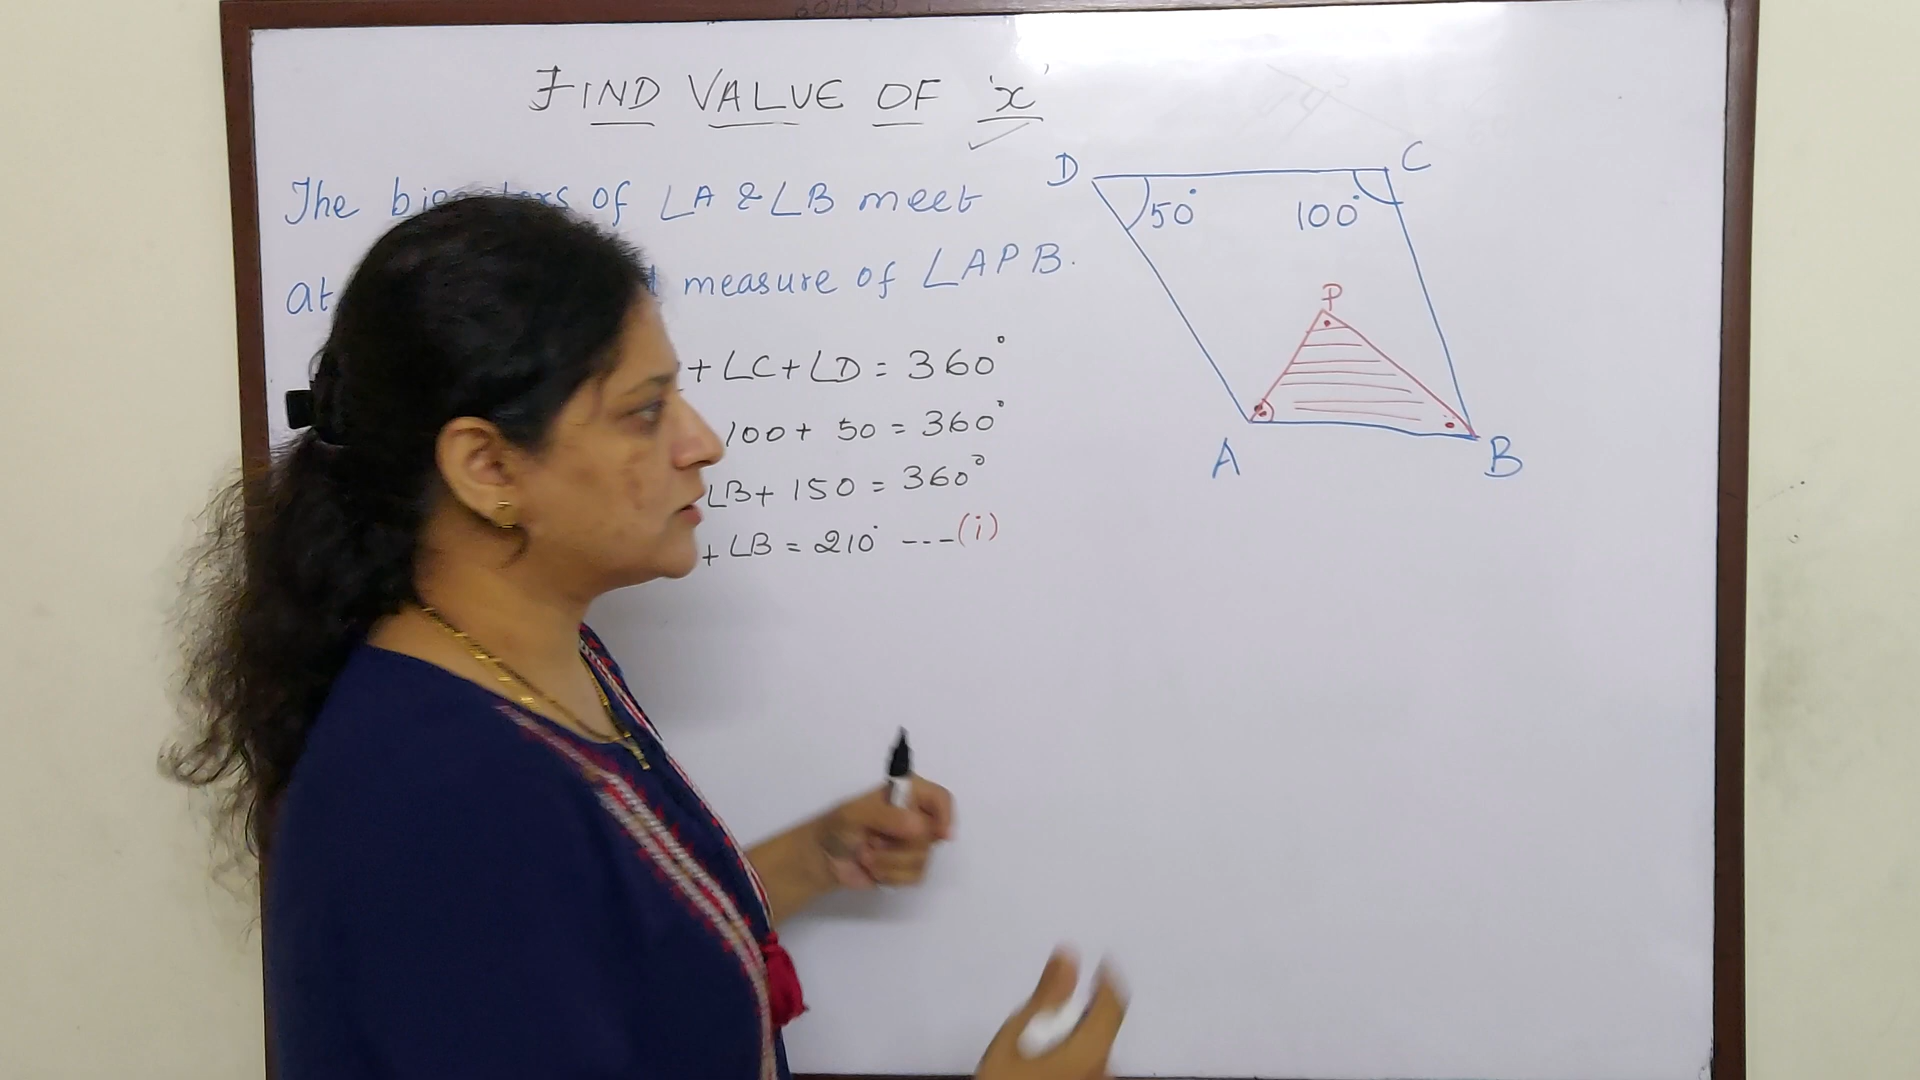 FIND VALUE OF 'x'
The of ∠A & ∠B meet
at measure of ∠APB.
+ ∠C + ∠D = 360°
100 + 50 = 360°
∠B + 150 = 360°
+ ∠B = 210° ---(i)
D
C
50°
100°
P
A
B